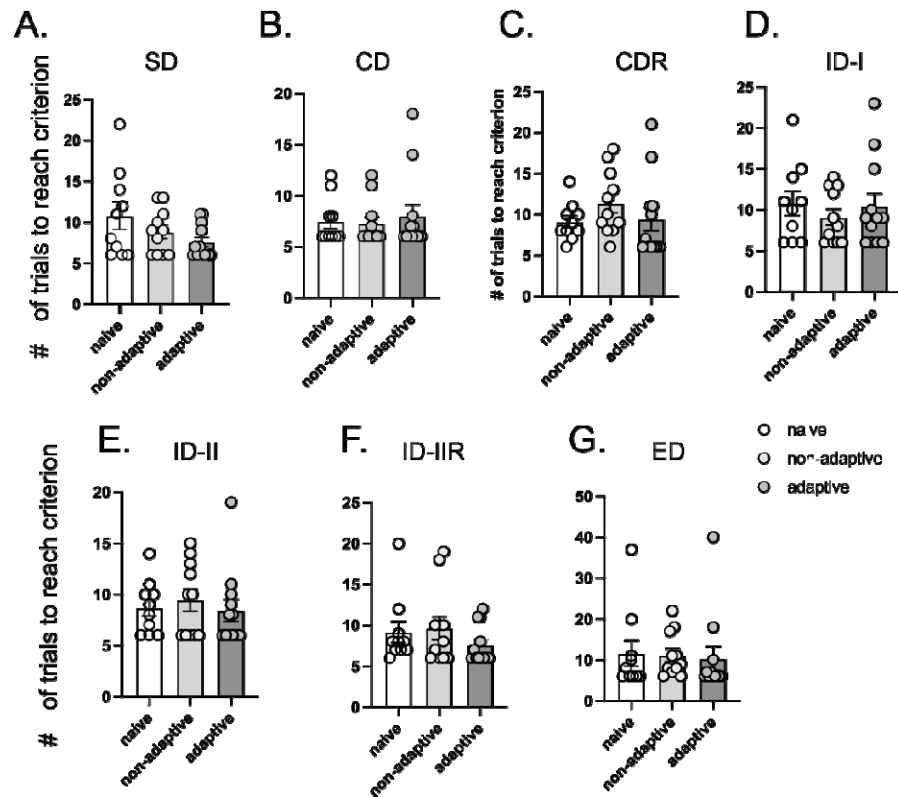 A.
SD
# of trials to reach criterion
25
20
15
10
5
0
naive
non-adaptive
adaptive
B.
CD
20
15
10
5
0
naive
non-adaptive
adaptive
C.
CDR
# of trials to reach criterion
25
20
15
10
5
0
naive
non-adaptive
adaptive
D.
ID-I
25
20
15
10
5
0
naive
non-adaptive
adaptive
E.
ID-II
# of trials to reach criterion
20
15
10
5
0
naive
non-adaptive
adaptive
F.
ID-IIR
25
20
15
10
5
0
naive
non-adaptive
adaptive
G.
ED
50
40
30
20
10
0
naive
non-adaptive
adaptive
naive
non-adaptive
adaptive